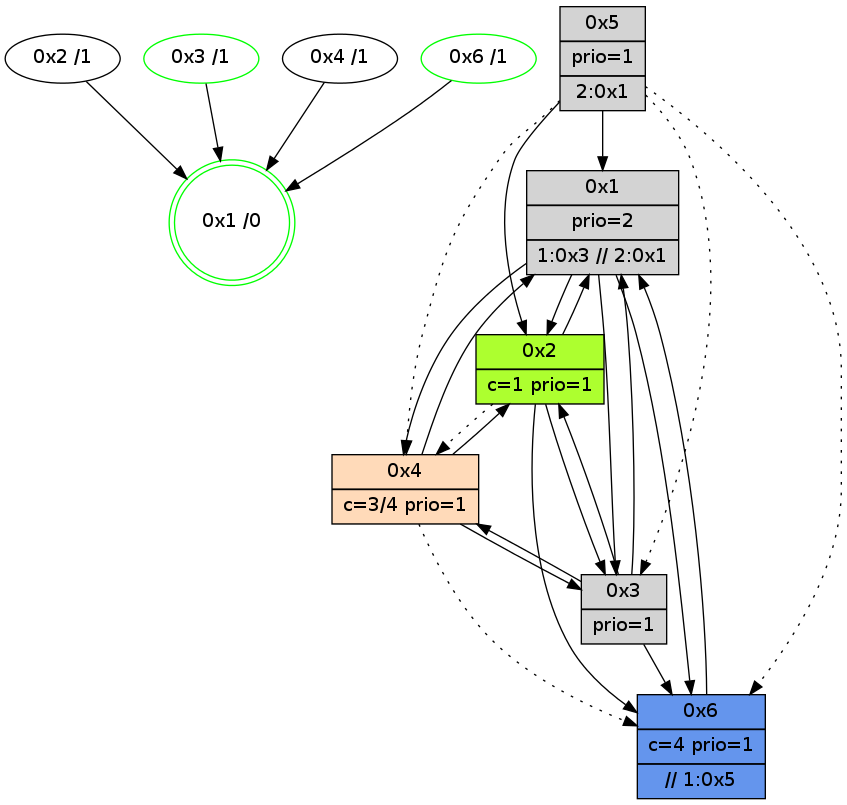 0x2 /1
0x3 /1
0x4 /1
0x6 /1
0x1 /0
0x5
prio=1
2:0x1
0x1
prio=2
1:0x3 // 2:0x1
0x2
c=1 prio=1
0x4
c=3/4 prio=1
0x3
prio=1
0x6
c=4 prio=1
// 1:0x5